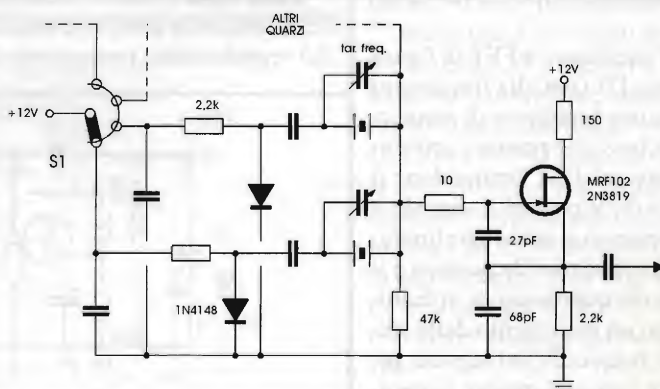 ALTRI
QUARZI
tar. freq.
+12V
+12V
2,2k
150
S1
10
MRF102
2N3819
27pF
1N4148
47k
68pF
2,2k